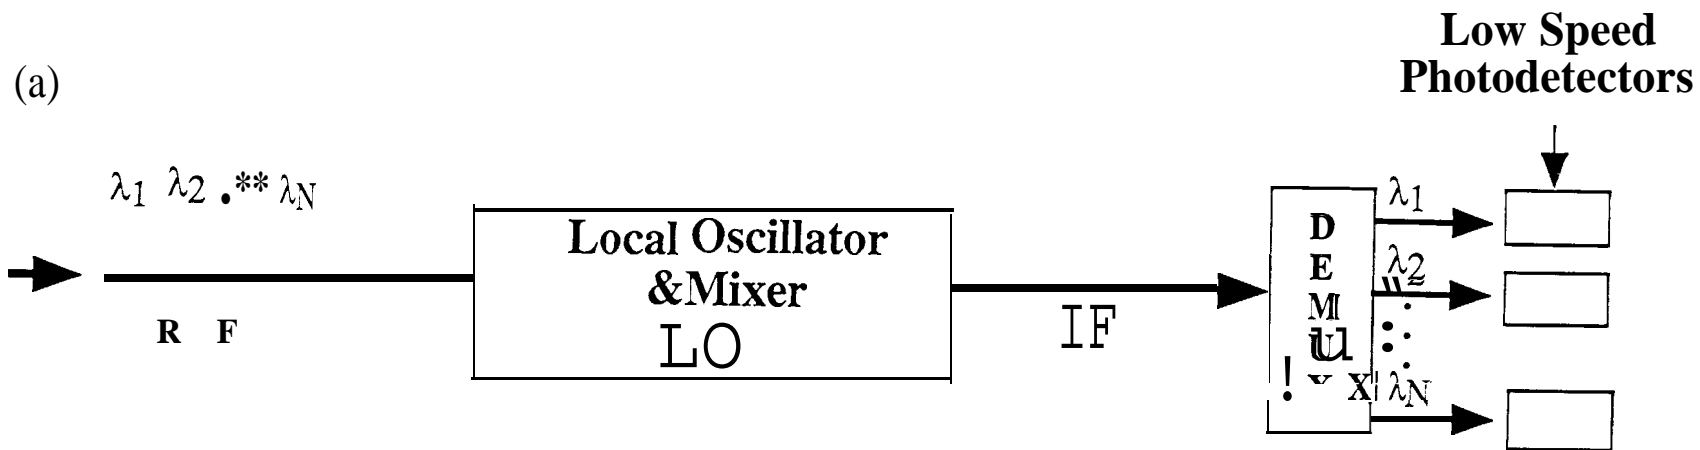 Low Speed
Photodetectors
(a)
λ1 λ2 .** λN
R F
Local Oscillator
&Mixer
LO
IF
D
E
M
U
X
λ1
λ2
λN